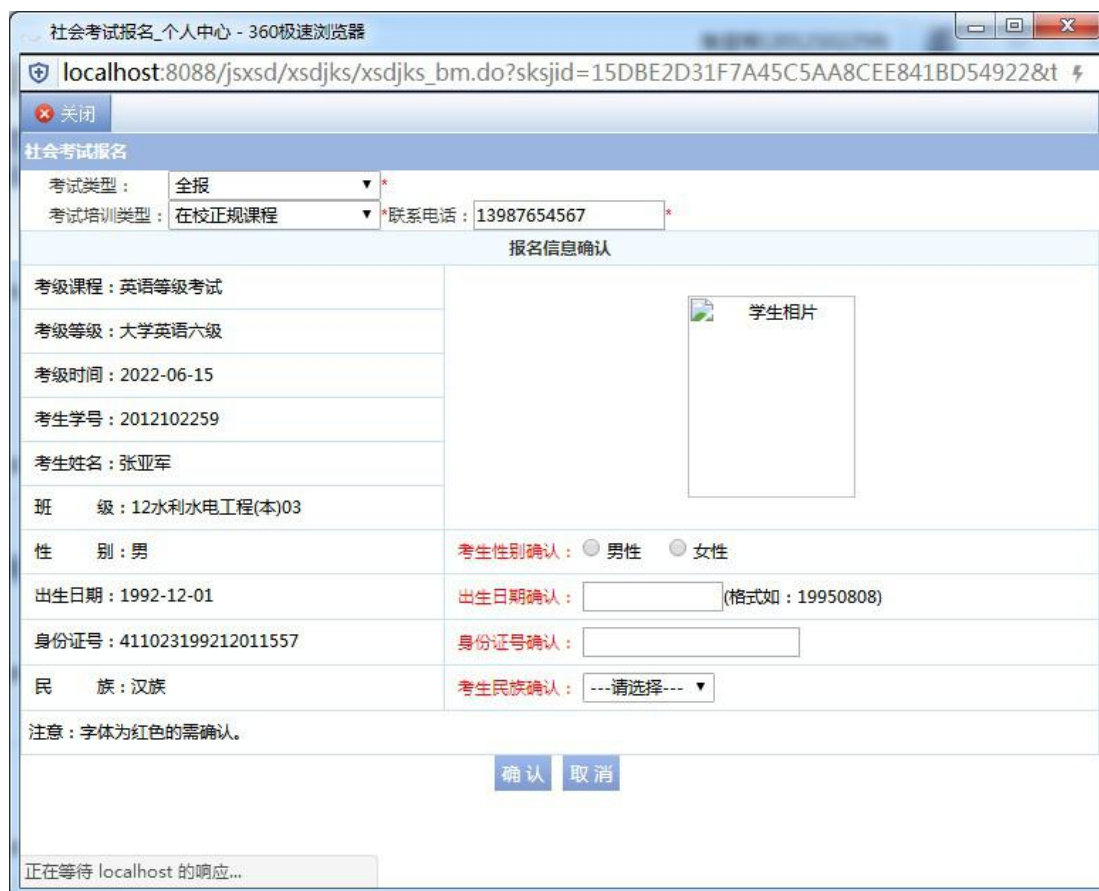 社会考试报名_个人中心 - 360极速浏览器
localhost:8088/jsxsd/xsdjks/xsdjks_bm.do?sksjid=15DBE2D31F7A45C5AA8CEE841BD54922&t
关闭
社会考试报名
考试类型： 全报 *
考试培训类型： 在校正规课程 *联系电话： 13987654567 *
报名信息确认
考级课程：英语等级考试
学生相片
考级等级：大学英语六级
考级时间：2022-06-15
考生学号：2012102259
考生姓名：张亚军
班 级：12水利水电工程(本)03
性 别：男 考生性别确认： 男性 女性
出生日期：1992-12-01 出生日期确认： (格式如：19950808)
身份证号：411023199212011557 身份证号确认：
民 族：汉族 考生民族确认： ---请选择---
注意：字体为红色的需确认。
确 认 取 消
正在等待 localhost 的响应...